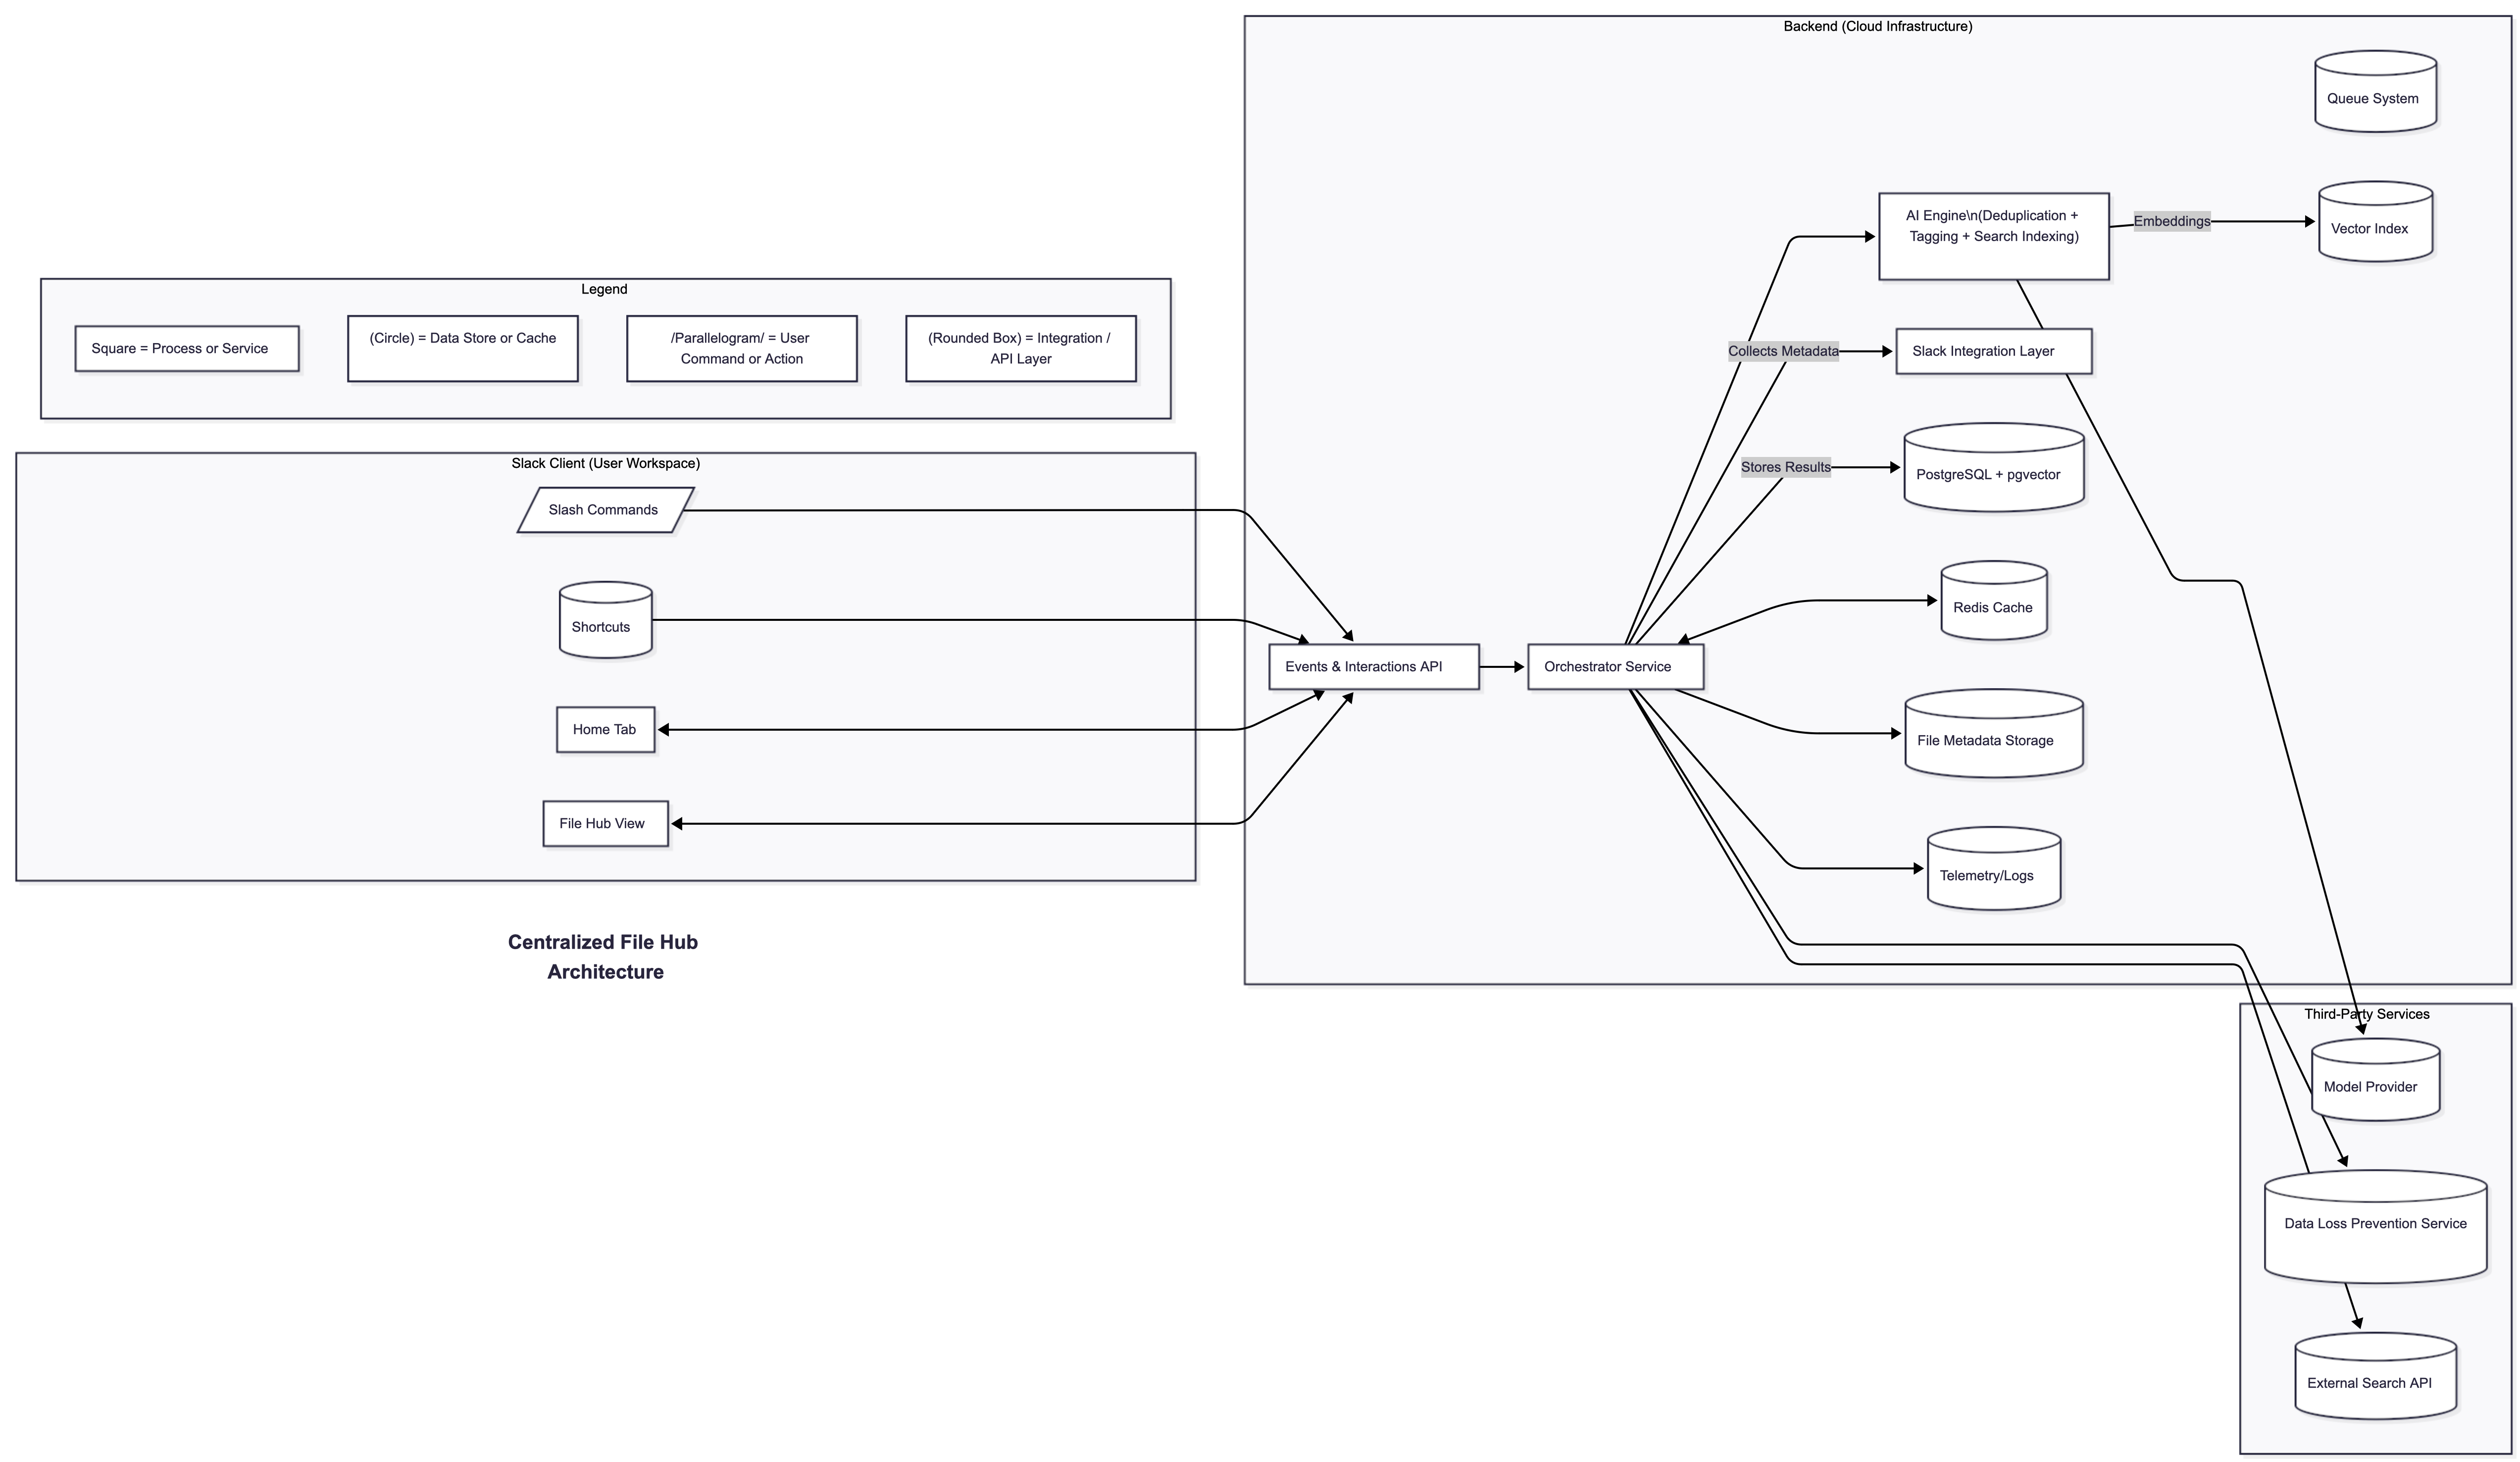 Backend (Cloud Infrastructure)
Queue System
AI Engine\n(Deduplication +
Tagging + Search Indexing)
Embeddings
Vector Index
Legend
Square = Process or Service
(Circle) = Data Store or Cache
/Parallelogram/ = User
Command or Action
(Rounded Box) = Integration /
API Layer
Collects Metadata
Slack Integration Layer
Slack Client (User Workspace)
Stores Results
PostgreSQL + pgvector
Slash Commands
Shortcuts
Redis Cache
Events & Interactions API
Orchestrator Service
Home Tab
File Metadata Storage
File Hub View
Telemetry/Logs
Centralized File Hub
Architecture
Third-Party Services
Model Provider
Data Loss Prevention Service
External Search API